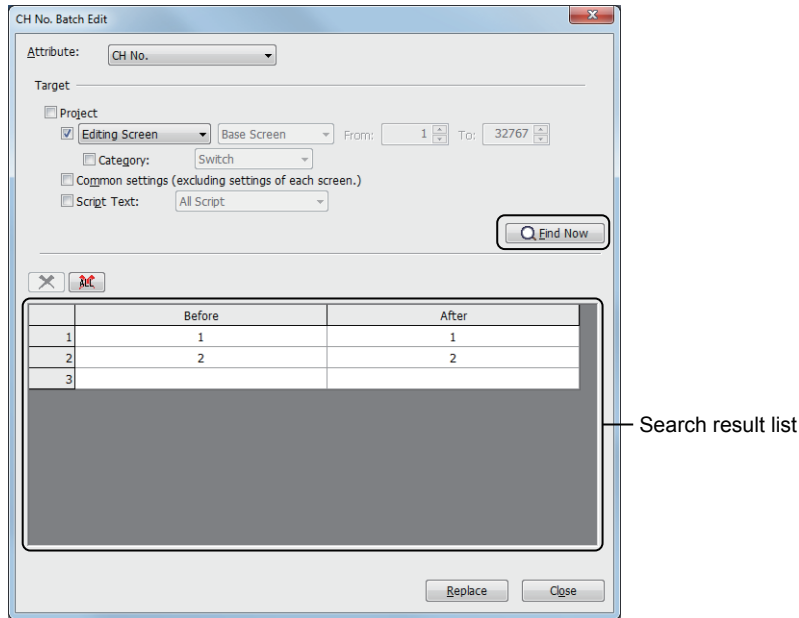 CH No. Batch Edit
Attribute: CH No.
Target
Project
Editing Screen Base Screen From: 1 To: 32767
Category: Switch
Common settings (excluding settings of each screen.)
Script Text: All Script
Find Now
ALL
Before After
1 1 1
2 2 2
3
Search result list
Replace Close